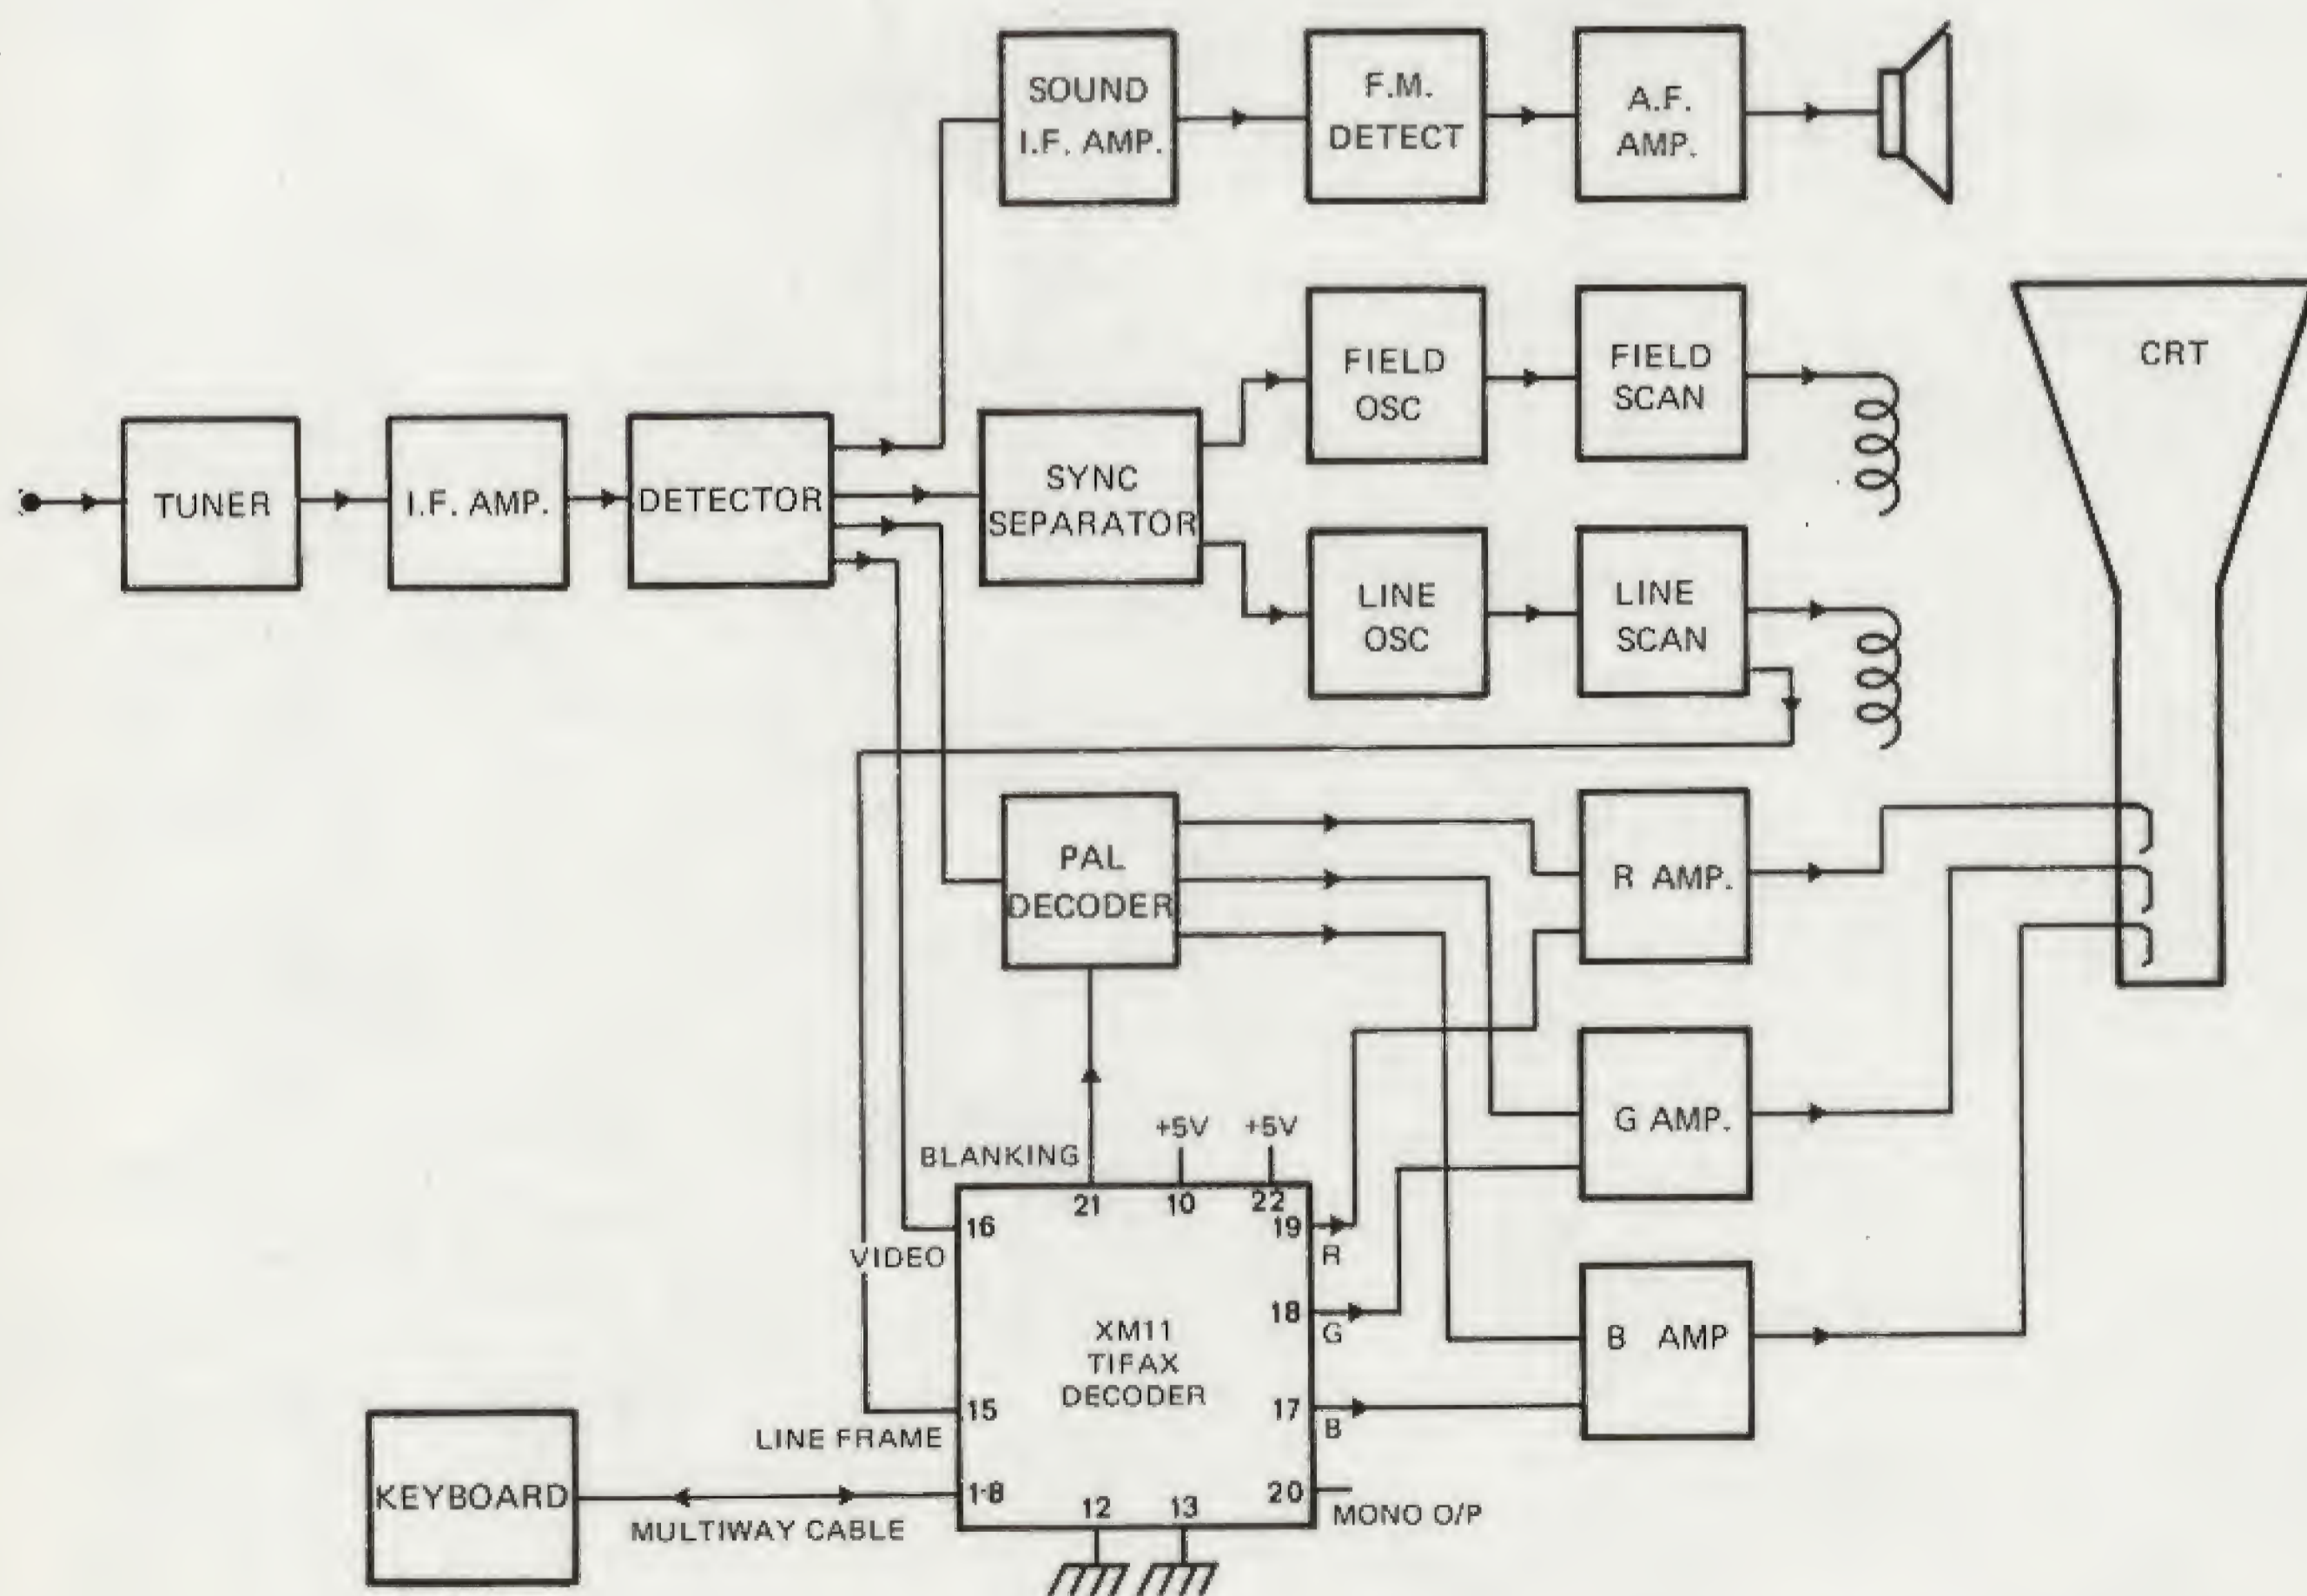 SOUND
I.F. AMP.
F.M.
DETECT
A.F.
AMP.
CRT
FIELD
OSC
FIELD
SCAN
TUNER
I.F. AMP.
DETECTOR
SYNC
SEPARATOR
LINE
OSC
LINE
SCAN
PAL
DECODER
R AMP.
G AMP.
B AMP
BLANKING
+5V
+5V
21
10
22
16
VIDEO
19
R
18
G
XM11
TIFAX
DECODER
15
LINE FRAME
17
B
KEYBOARD
MULTIWAY CABLE
1-8
12
13
20
MONO O/P